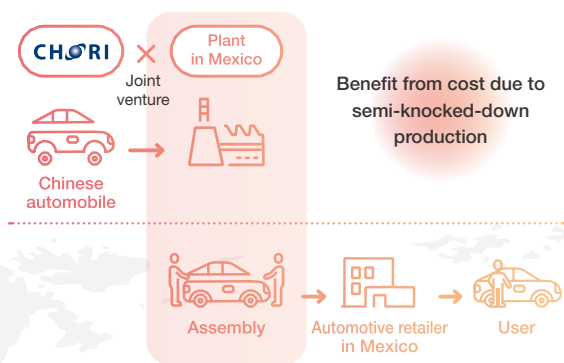 CHORI
Plant
in Mexico
Joint
venture
Benefit from cost due to
semi-knocked-down
production
Chinese
automobile
Assembly
Automotive retailer
in Mexico
User